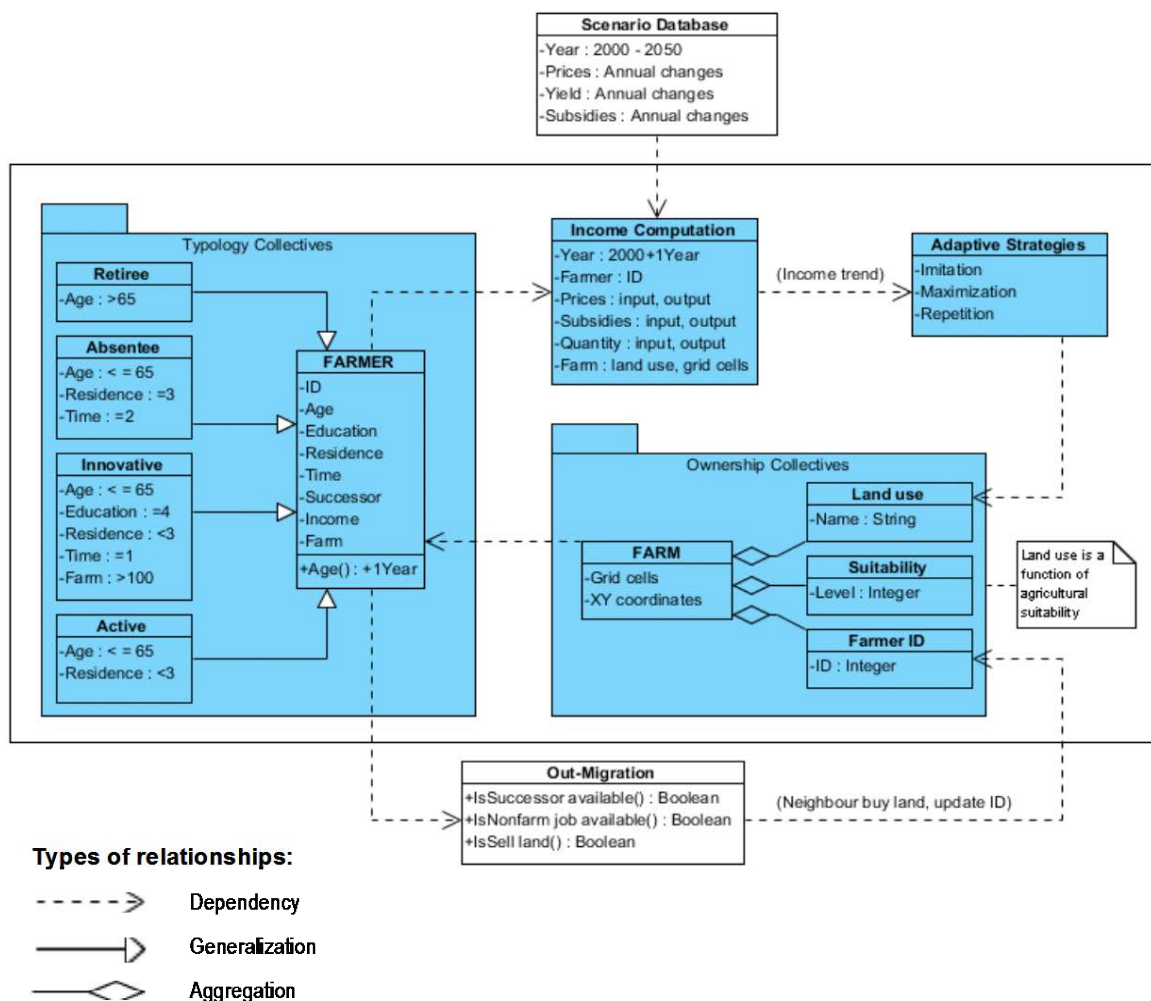 Scenario Database
-Year : 2000 - 2050
-Prices : Annual changes
-Yield : Annual changes
-Subsidies : Annual changes
Typology Collectives
Retiree
-Age : >65
Absentee
-Age : < = 65
-Residence : =3
-Time : =2
Innovative
-Age : < = 65
-Education : =4
-Residence : <3
-Time : =1
-Farm : >100
Active
-Age : < = 65
-Residence : <3
FARMER
-ID
-Age
-Education
-Residence
-Time
-Successor
-Income
-Farm
+Age() : +1Year
Income Computation
-Year : 2000+1Year
-Farmer : ID
-Prices : input, output
-Subsidies : input, output
-Quantity : input, output
-Farm : land use, grid cells
(Income trend)
Adaptive Strategies
-Imitation
-Maximization
-Repetition
Ownership Collectives
FARM
-Grid cells
-XY coordinates
Land use
-Name : String
Suitability
-Level : Integer
Farmer ID
-ID : Integer
Land use is a
function of
agricultural
suitability
Out-Migration
+IsSuccessor available() : Boolean
+IsNonfarm job available() : Boolean
+IsSell land() : Boolean
(Neighbour buy land, update ID)
Types of relationships:
Dependency
Generalization
Aggregation